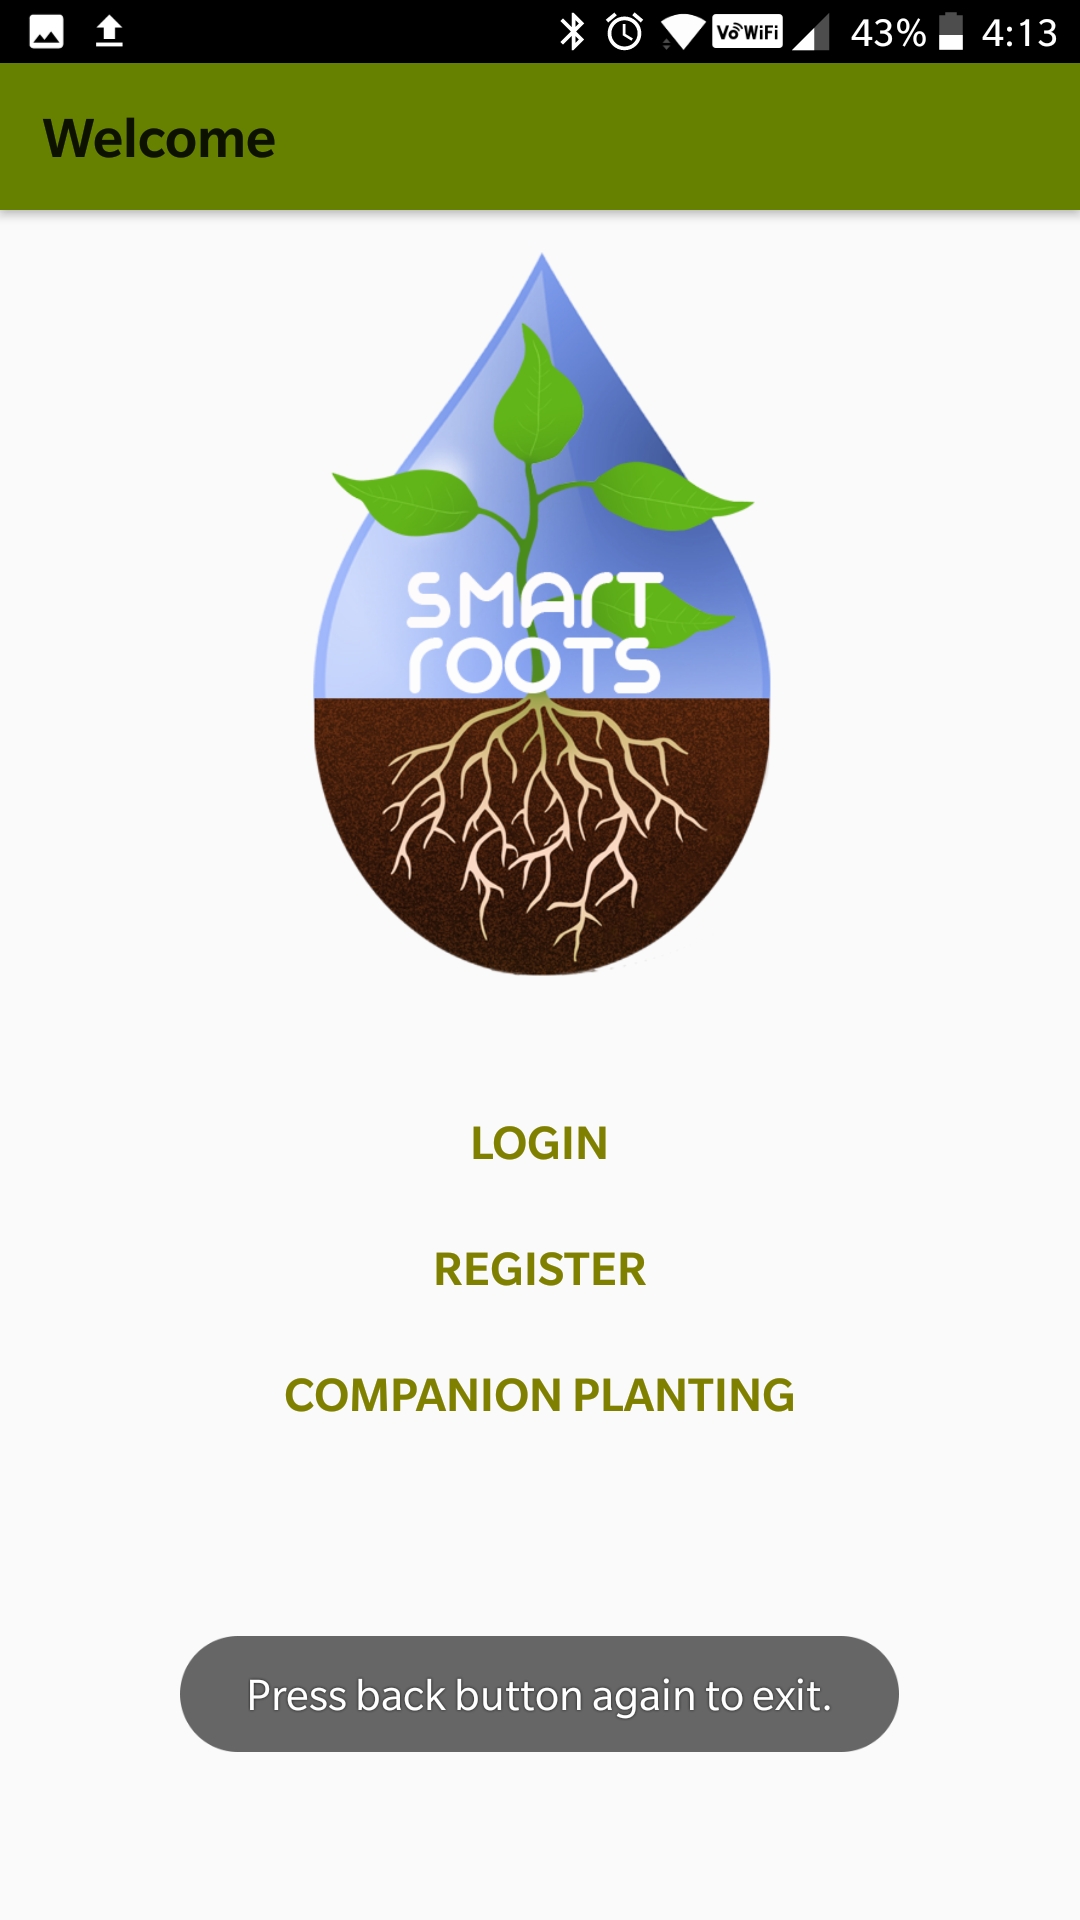 Vo WiFi 43% 4:13
Welcome
SMART
ROOTS
LOGIN
REGISTER
COMPANION PLANTING
Press back button again to exit.